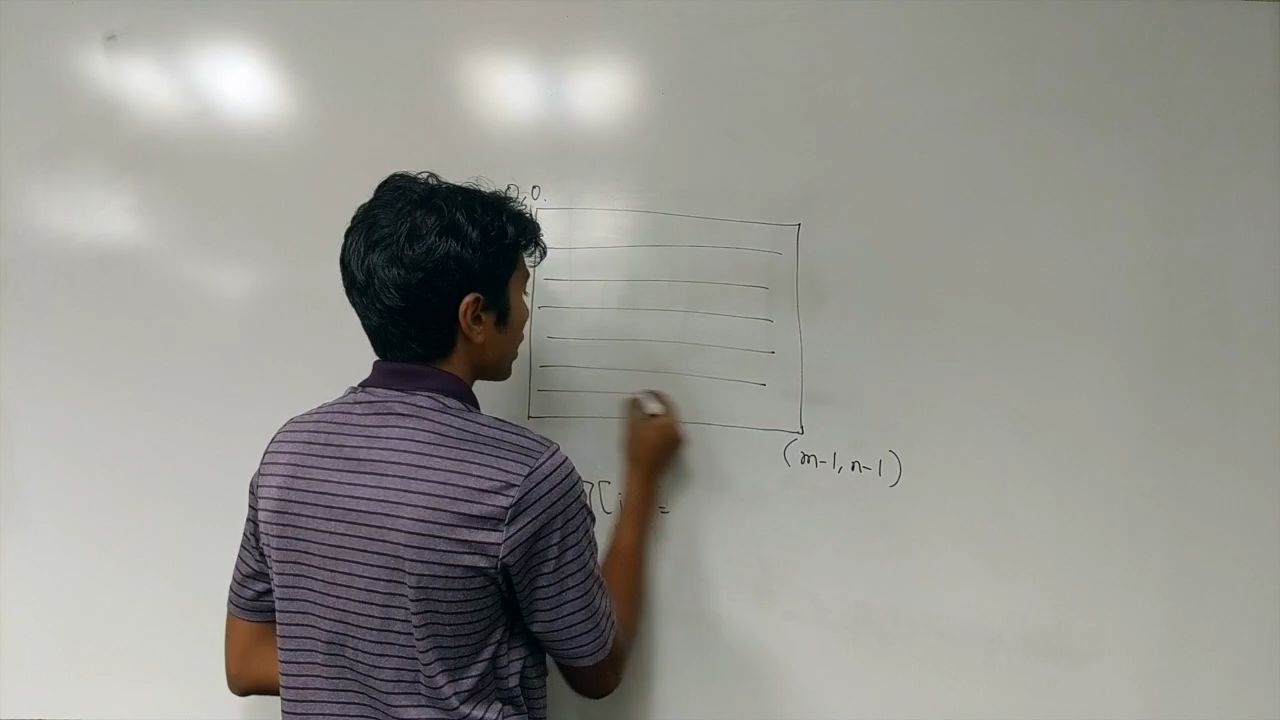 0,0.
(m-1, n-1)
][j] =